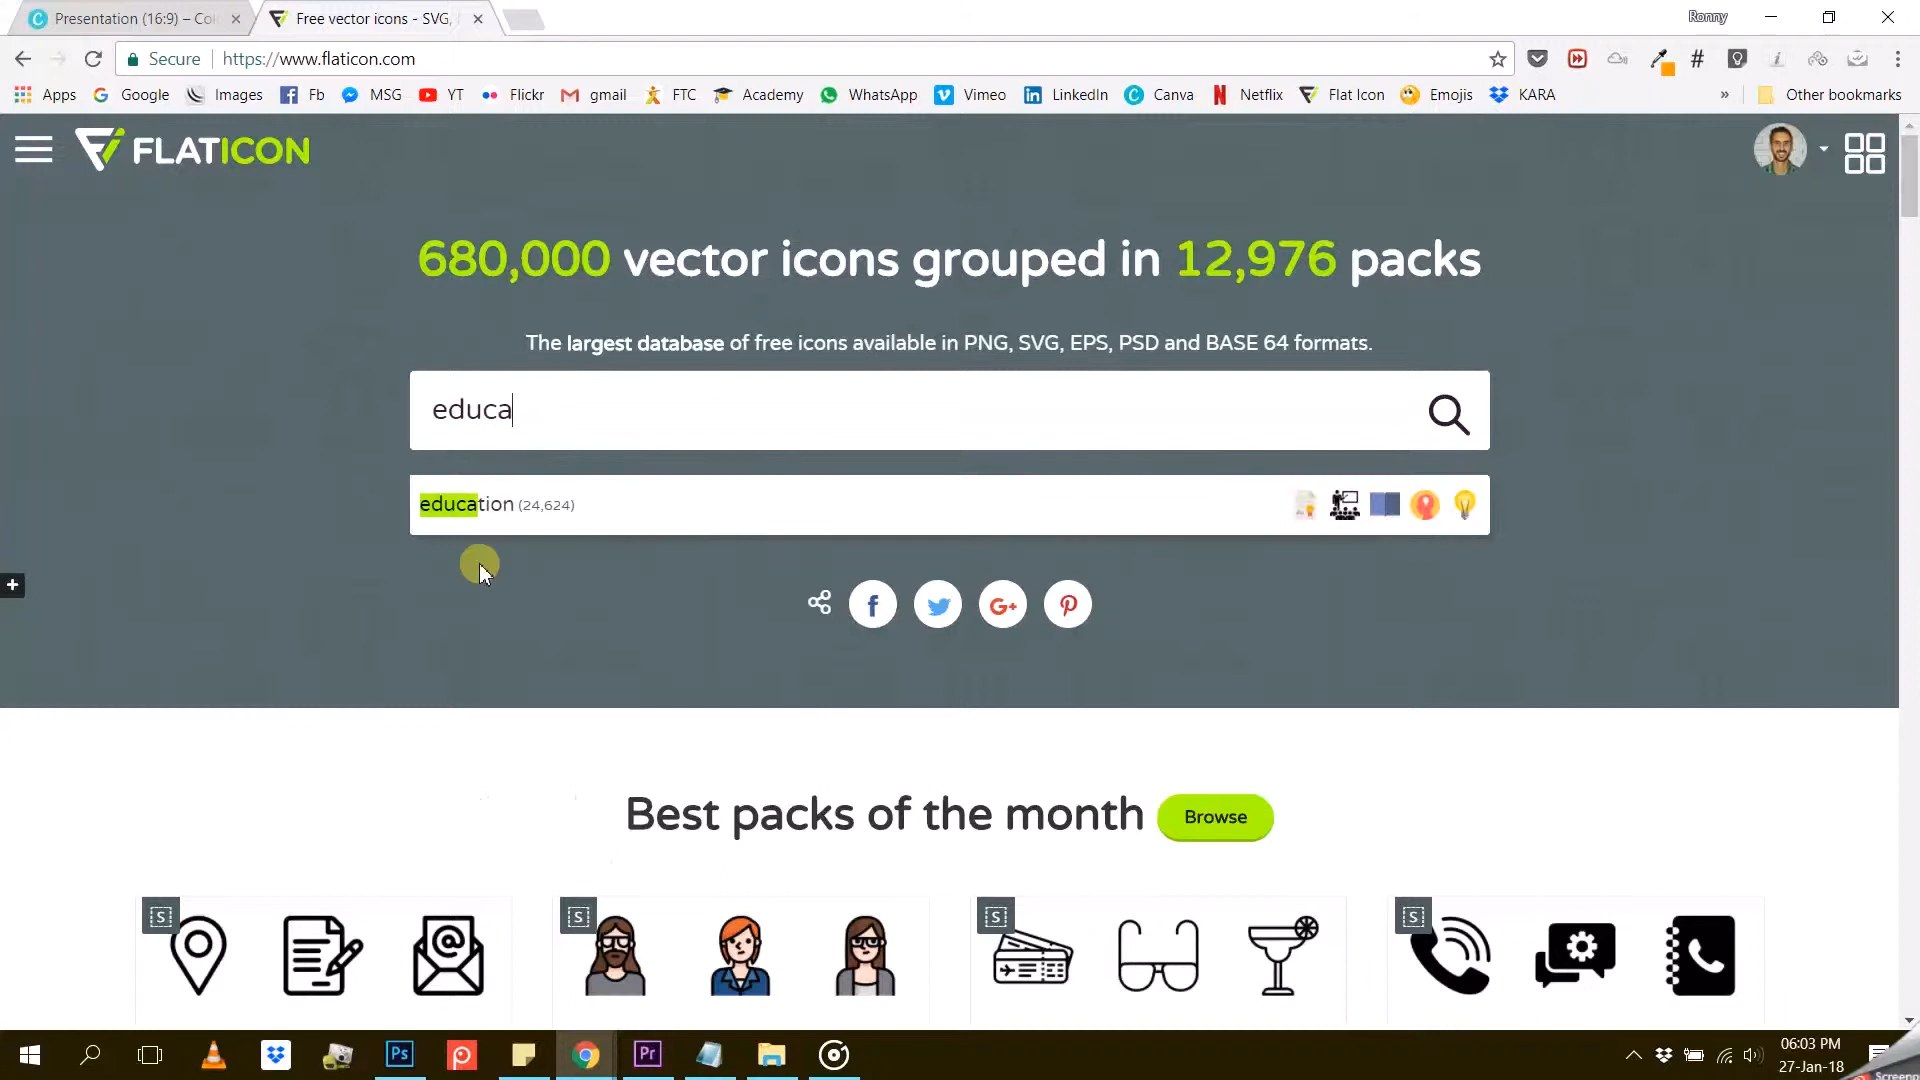 Presentation (16:9) – Col
Free vector icons - SVG,
Ronny
Secure
https://www.flaticon.com
Apps
Google
Images
Fb
MSG
YT
Flickr
gmail
FTC
Academy
WhatsApp
Vimeo
LinkedIn
Canva
Netflix
Flat Icon
Emojis
KARA
»
Other bookmarks
FLATICON
680,000 vector icons grouped in 12,976 packs
The largest database of free icons available in PNG, SVG, EPS, PSD and BASE 64 formats.
educa
education (24,624)
Best packs of the month
Browse
S
S
S
S
Ps
Pr
06:03 PM
27-Jan-18